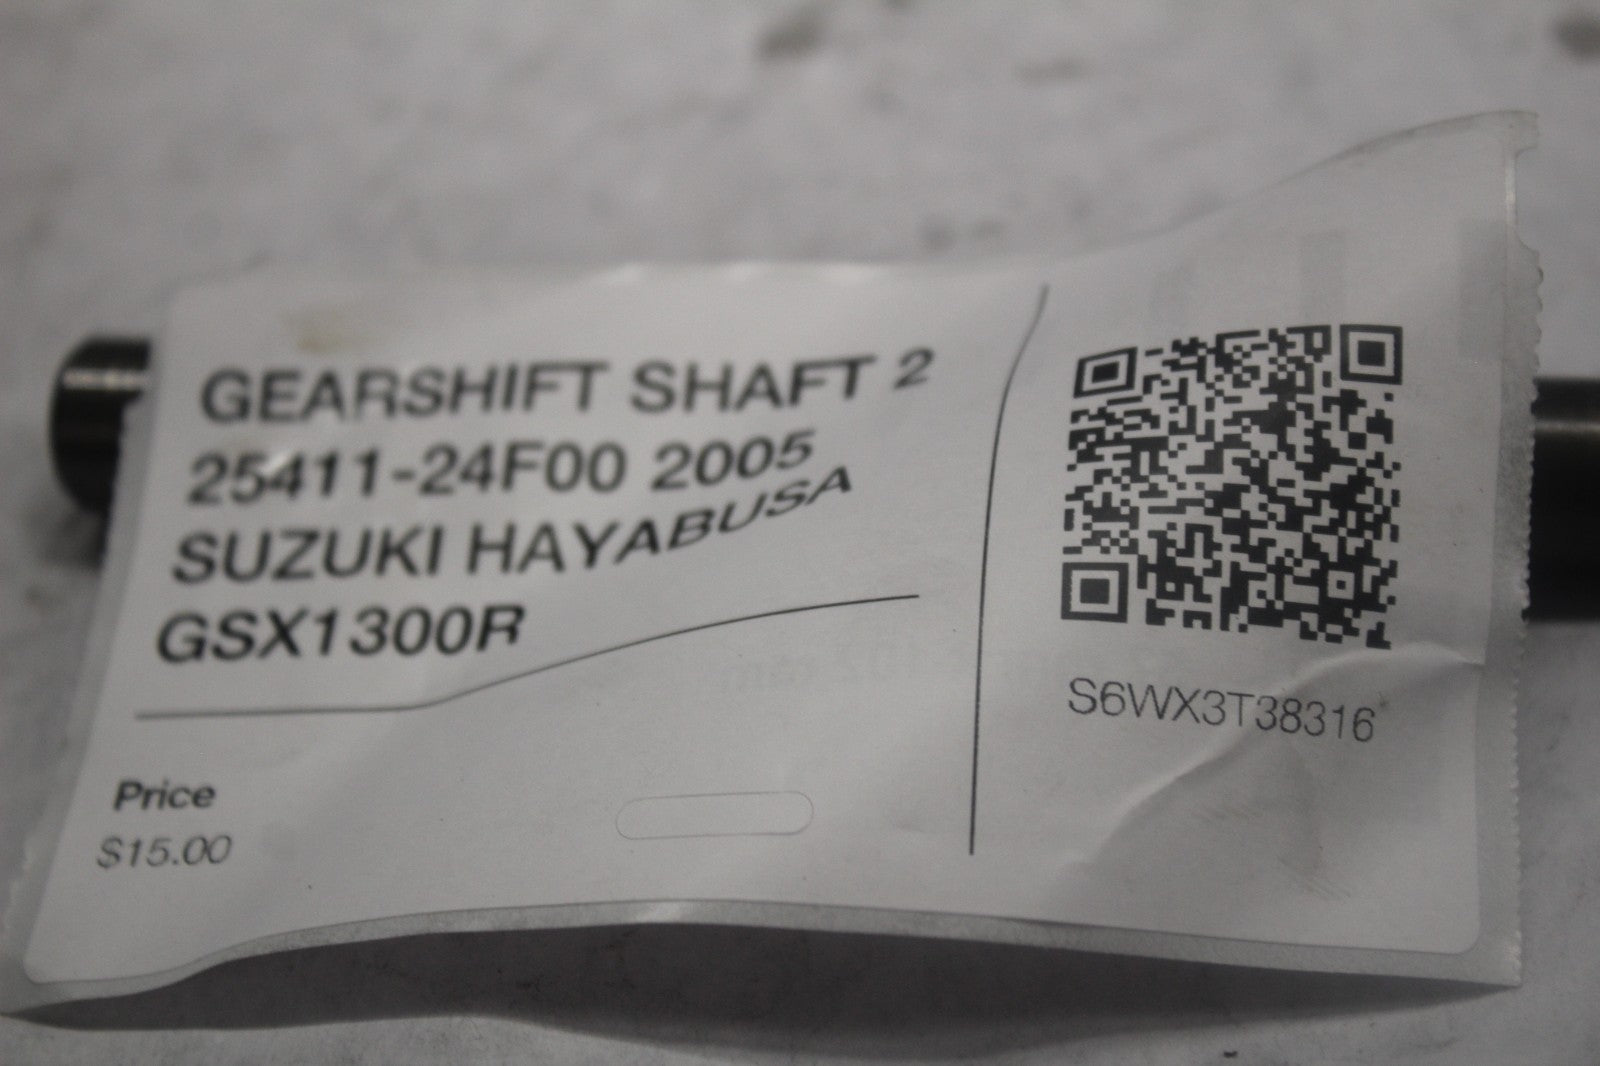 GEARSHIFT SHAFT 2
25411-24F00 2005
SUZUKI HAYABUSA
GSX1300R
Price
$15.00
S6WX3T38316